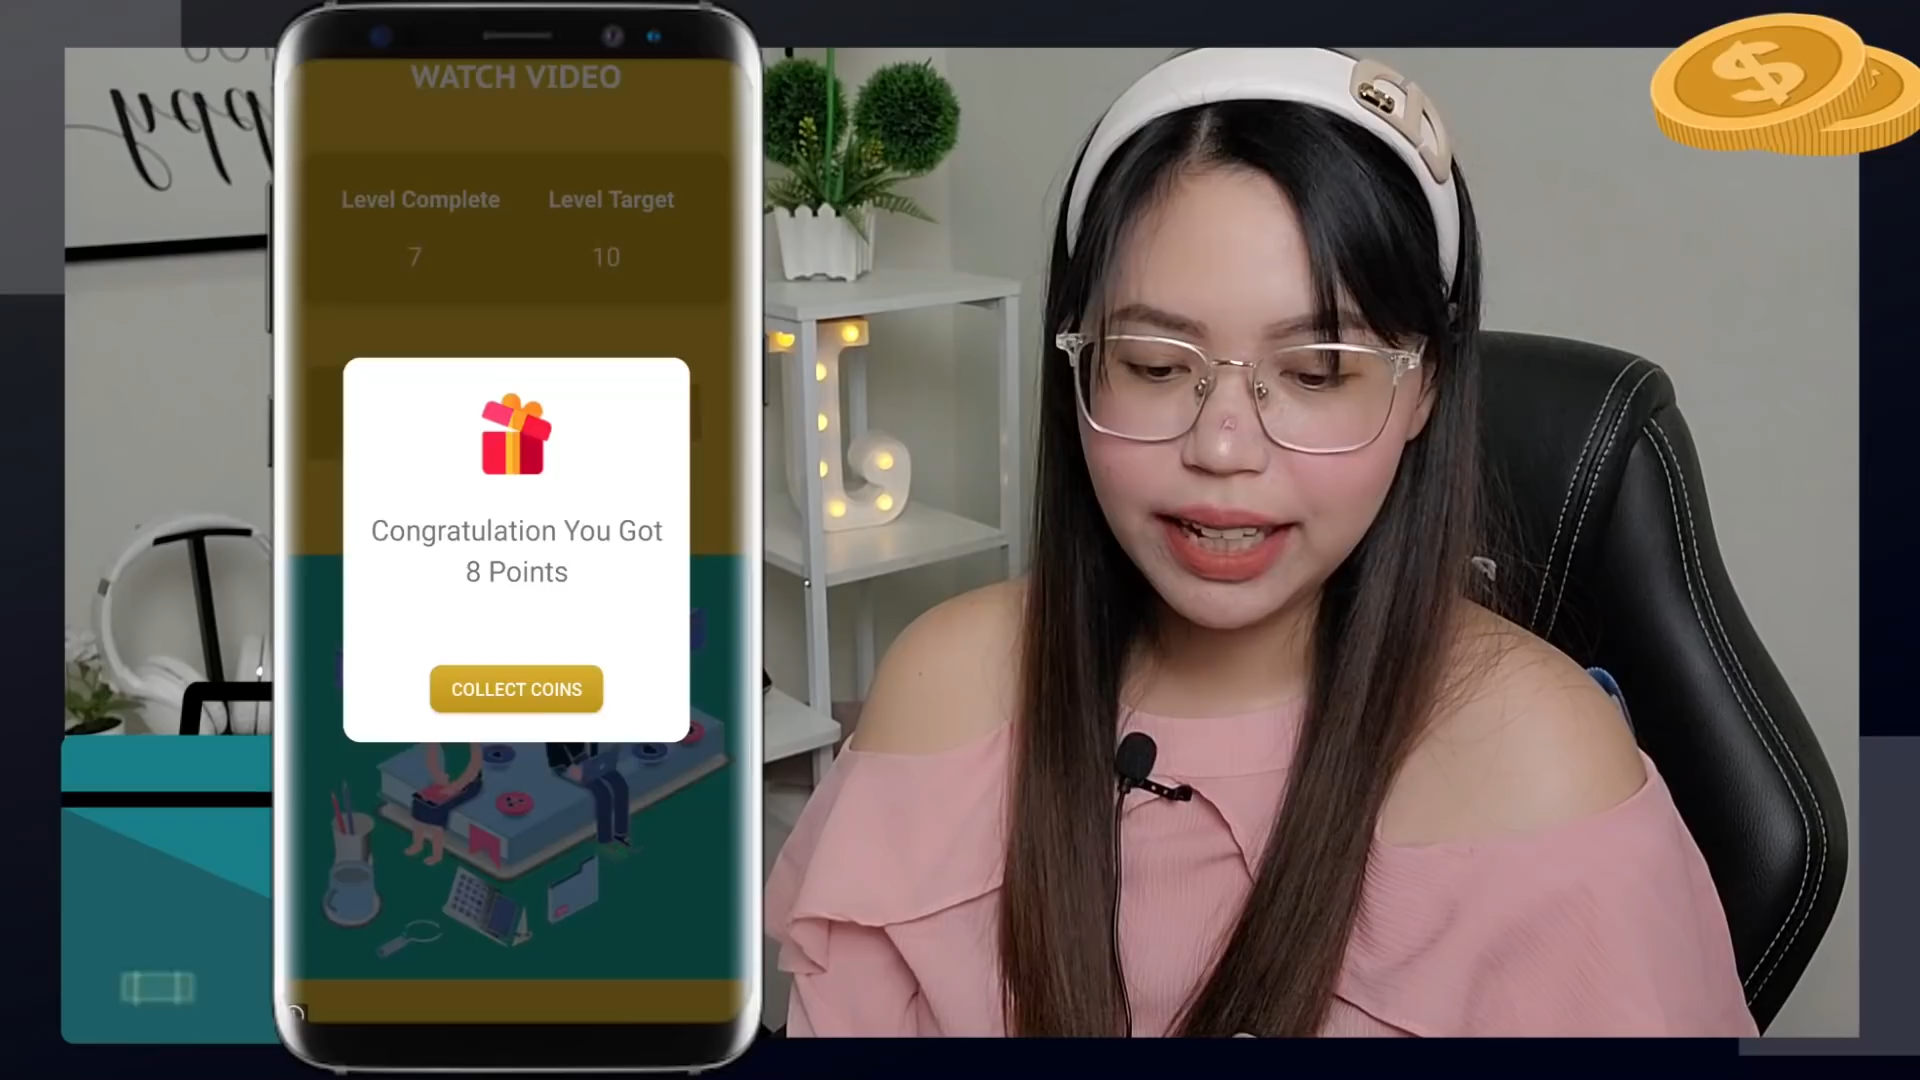 WATCH VIDEO
Level Complete
Level Target
7
10
Congratulation You Got
8 Points
COLLECT COINS
L
$